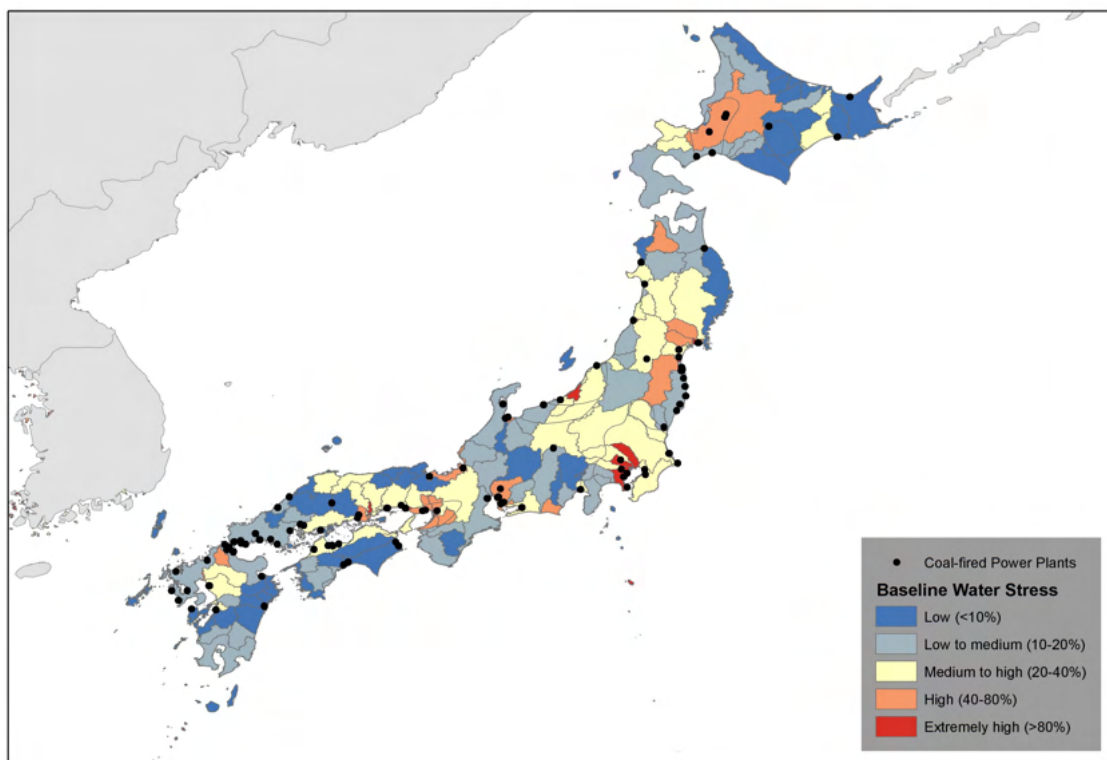 Coal-fired Power Plants
Baseline Water Stress
Low (<10%)
Low to medium (10-20%)
Medium to high (20-40%)
High (40-80%)
Extremely high (>80%)